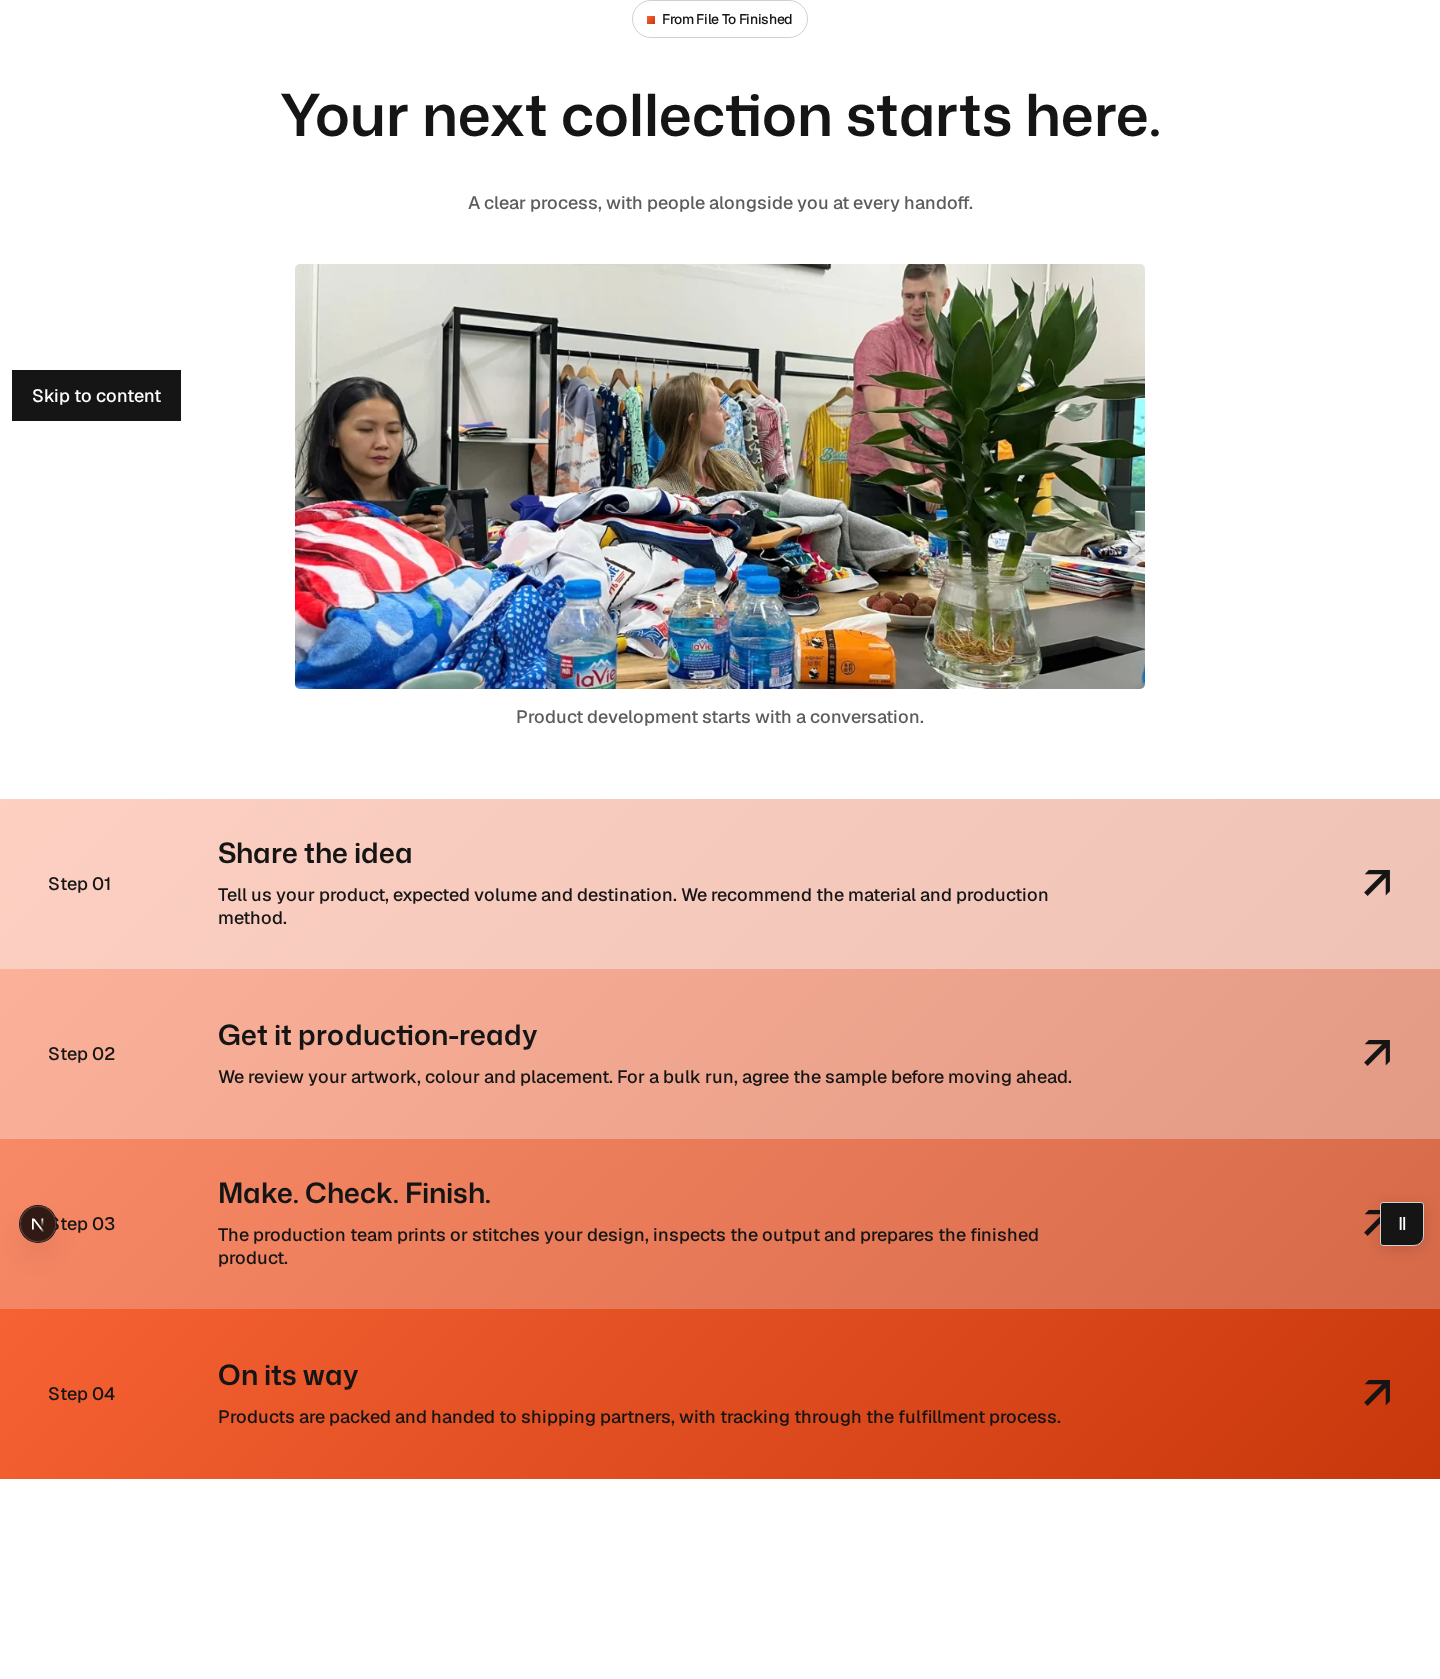 From File To Finished
Your next collection starts here.
A clear process, with people alongside you at every handoff.
Skip to content
laVie
laVie
laVie
Product development starts with a conversation.
Step 01
Share the idea
Tell us your product, expected volume and destination. We recommend the material and production
method.
Step 02
Get it production-ready
We review your artwork, colour and placement. For a bulk run, agree the sample before moving ahead.
Step 03
Make. Check. Finish.
The production team prints or stitches your design, inspects the output and prepares the finished
product.
N
Step 04
On its way
Products are packed and handed to shipping partners, with tracking through the fulfillment process.